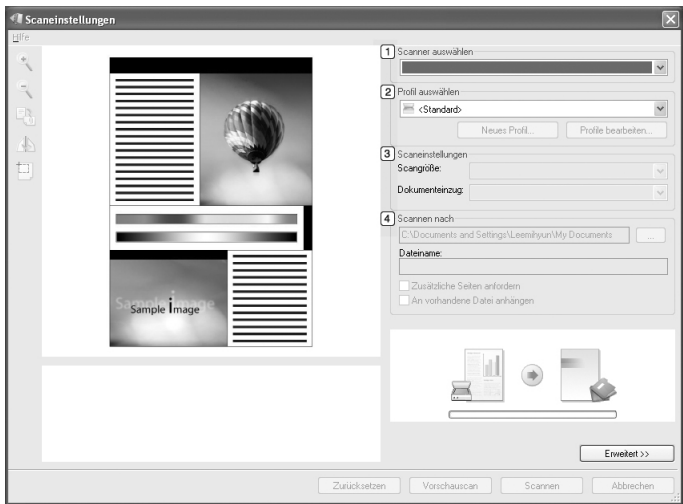 Scaneinstellungen
Hilfe
1 Scanner auswählen
2 Profil auswählen
<Standard>
Neues Profil... Profile bearbeiten...
3 Scaneinstellungen
Scangröße:
Dokumenteinzug:
4 Scannen nach
C:\Documents and Settings\Leemihyun\My Documents ...
Dateiname:
Zusätzliche Seiten anfordern
An vorhandene Datei anhängen
Sample image
Sample image
Erweitert >>
Zurücksetzen Vorschauscan Scannen Abbrechen